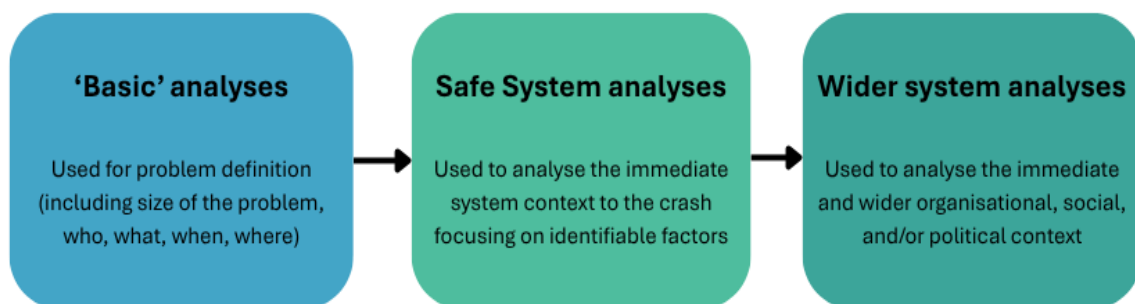 ‘Basic’ analyses
Used for problem definition
(including size of the problem,
who, what, when, where)
Safe System analyses
Used to analyse the immediate
system context to the crash
focusing on identifiable factors
Wider system analyses
Used to analyse the immediate
and wider organisational, social,
and/or political context